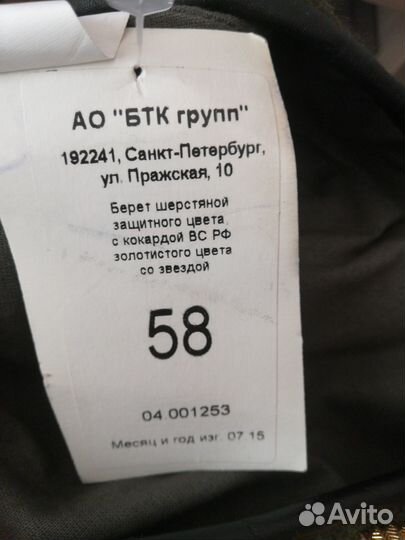 АО "БТК групп"
192241, Санкт-Петербург,
ул. Пражская, 10
Берет шерстяной
защитного цвета
с кокардой ВС РФ
золотистого цвета
со звездой
58
04 001253
Месяц и год изг. 07 15
Avito